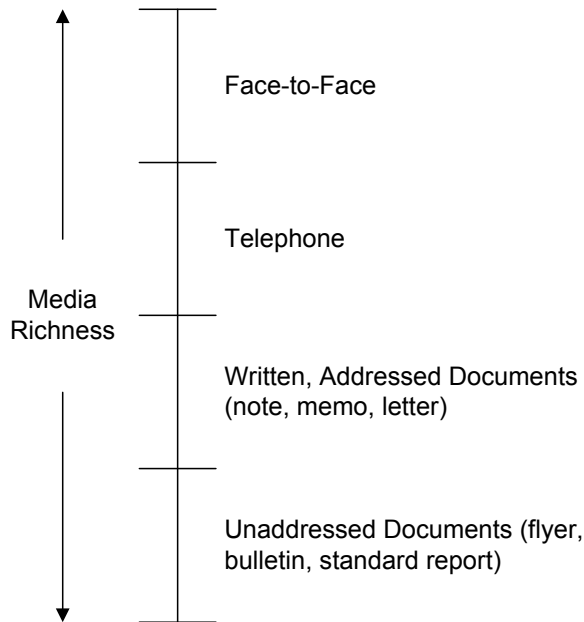 Face-to-Face
Telephone
Media
Richness
Written, Addressed Documents
(note, memo, letter)
Unaddressed Documents (flyer,
bulletin, standard report)